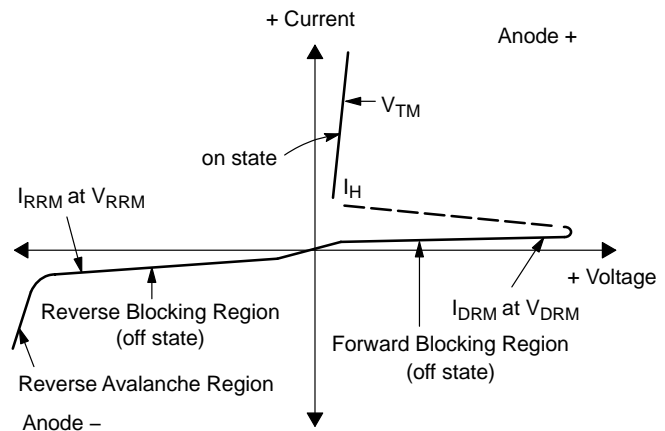 + Current
Anode +
V_TM
on state
I_H
I_RRM at V_RRM
+ Voltage
I_DRM at V_DRM
Reverse Blocking Region
(off state)
Forward Blocking Region
(off state)
Reverse Avalanche Region
Anode –